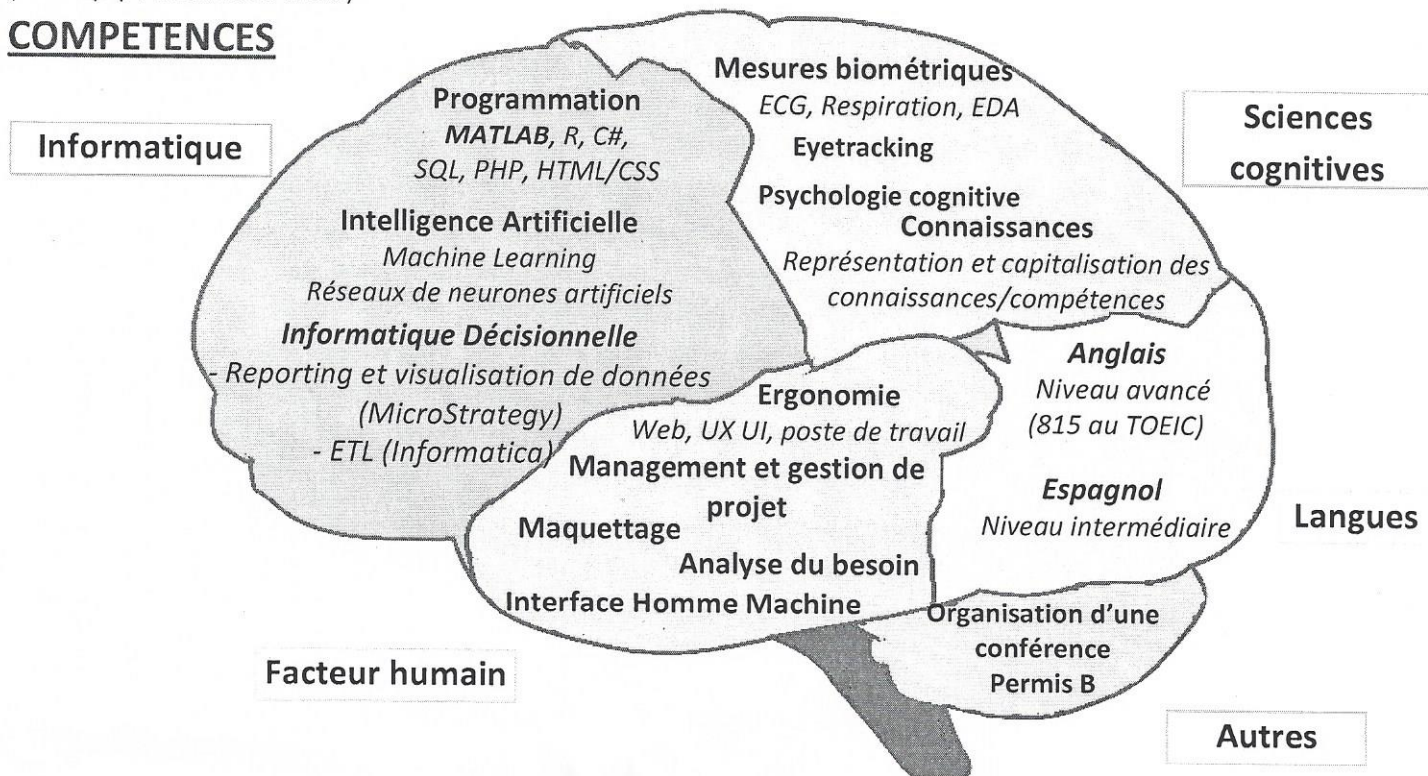 COMPETENCES
Informatique
Programmation
MATLAB, R, C#,
SQL, PHP, HTML/CSS
Intelligence Artificielle
Machine Learning
Réseaux de neurones artificiels
Informatique Décisionnelle
- Reporting et visualisation de données
(MicroStrategy)
- ETL (Informatica)
Mesures biométriques
ECG, Respiration, EDA
Eyetracking
Psychologie cognitive
Connaissances
Représentation et capitalisation des
connaissances/compétences
Sciences
cognitives
Ergonomie
Web, UX UI, poste de travail
Management et gestion de
projet
Maquettage
Analyse du besoin
Interface Homme Machine
Facteur humain
Anglais
Niveau avancé
(815 au TOEIC)
Espagnol
Niveau intermédiaire
Langues
Organisation d'une
conférence
Permis B
Autres